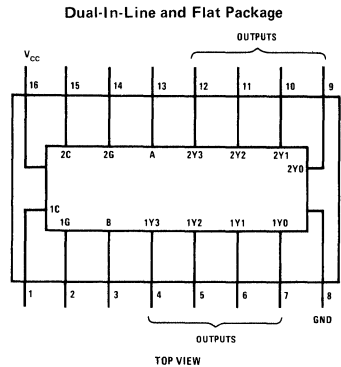 Dual-In-Line and Flat Package
OUTPUTS
VCC
16 15 14 13 12 11 10 9
2C 2G A 2Y3 2Y2 2Y1
2Y0
1C
1G B 1Y3 1Y2 1Y1 1Y0
1 2 3 4 5 6 7 8
GND
OUTPUTS
TOP VIEW